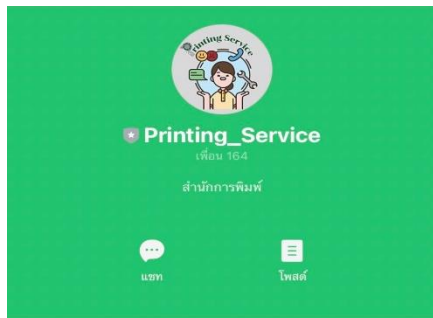 Printing Service
Printing_Service
เพื่อน 164
สำนักการพิมพ์
แชท
โพสต์